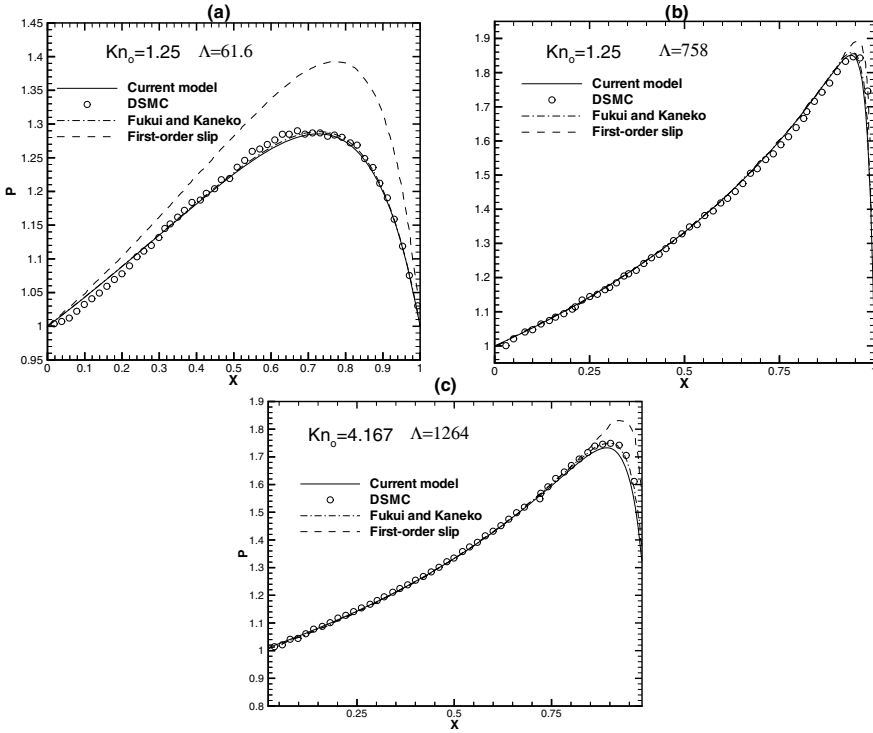 (a)
Kn_o=1.25 Λ=61.6
Current model
DSMC
Fukui and Kaneko
First-order slip
P
1.45
1.4
1.35
1.3
1.25
1.2
1.15
1.1
1.05
1
0.95
0 0.1 0.2 0.3 0.4 0.5 0.6 0.7 0.8 0.9 1
X
(b)
Kn_o=1.25 Λ=758
Current model
DSMC
Fukui and Kaneko
First-order slip
1.9
1.8
1.7
1.6
1.5
1.4
1.3
1.2
1.1
1
0 0.25 0.5 0.75 1
X
(c)
Kn_o=4.167 Λ=1264
Current model
DSMC
Fukui and Kaneko
First-order slip
P
1.9
1.8
1.7
1.6
1.5
1.4
1.3
1.2
1.1
1
0.9
0.8
0.25 0.5 0.75
X